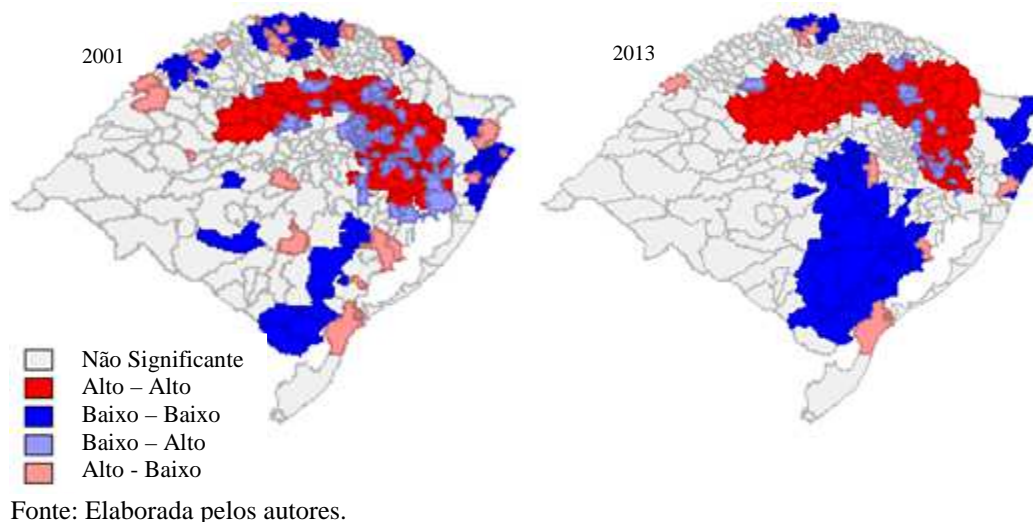 2001
2013
Não Significante
Alto – Alto
Baixo – Baixo
Baixo – Alto
Alto - Baixo
Fonte: Elaborada pelos autores.